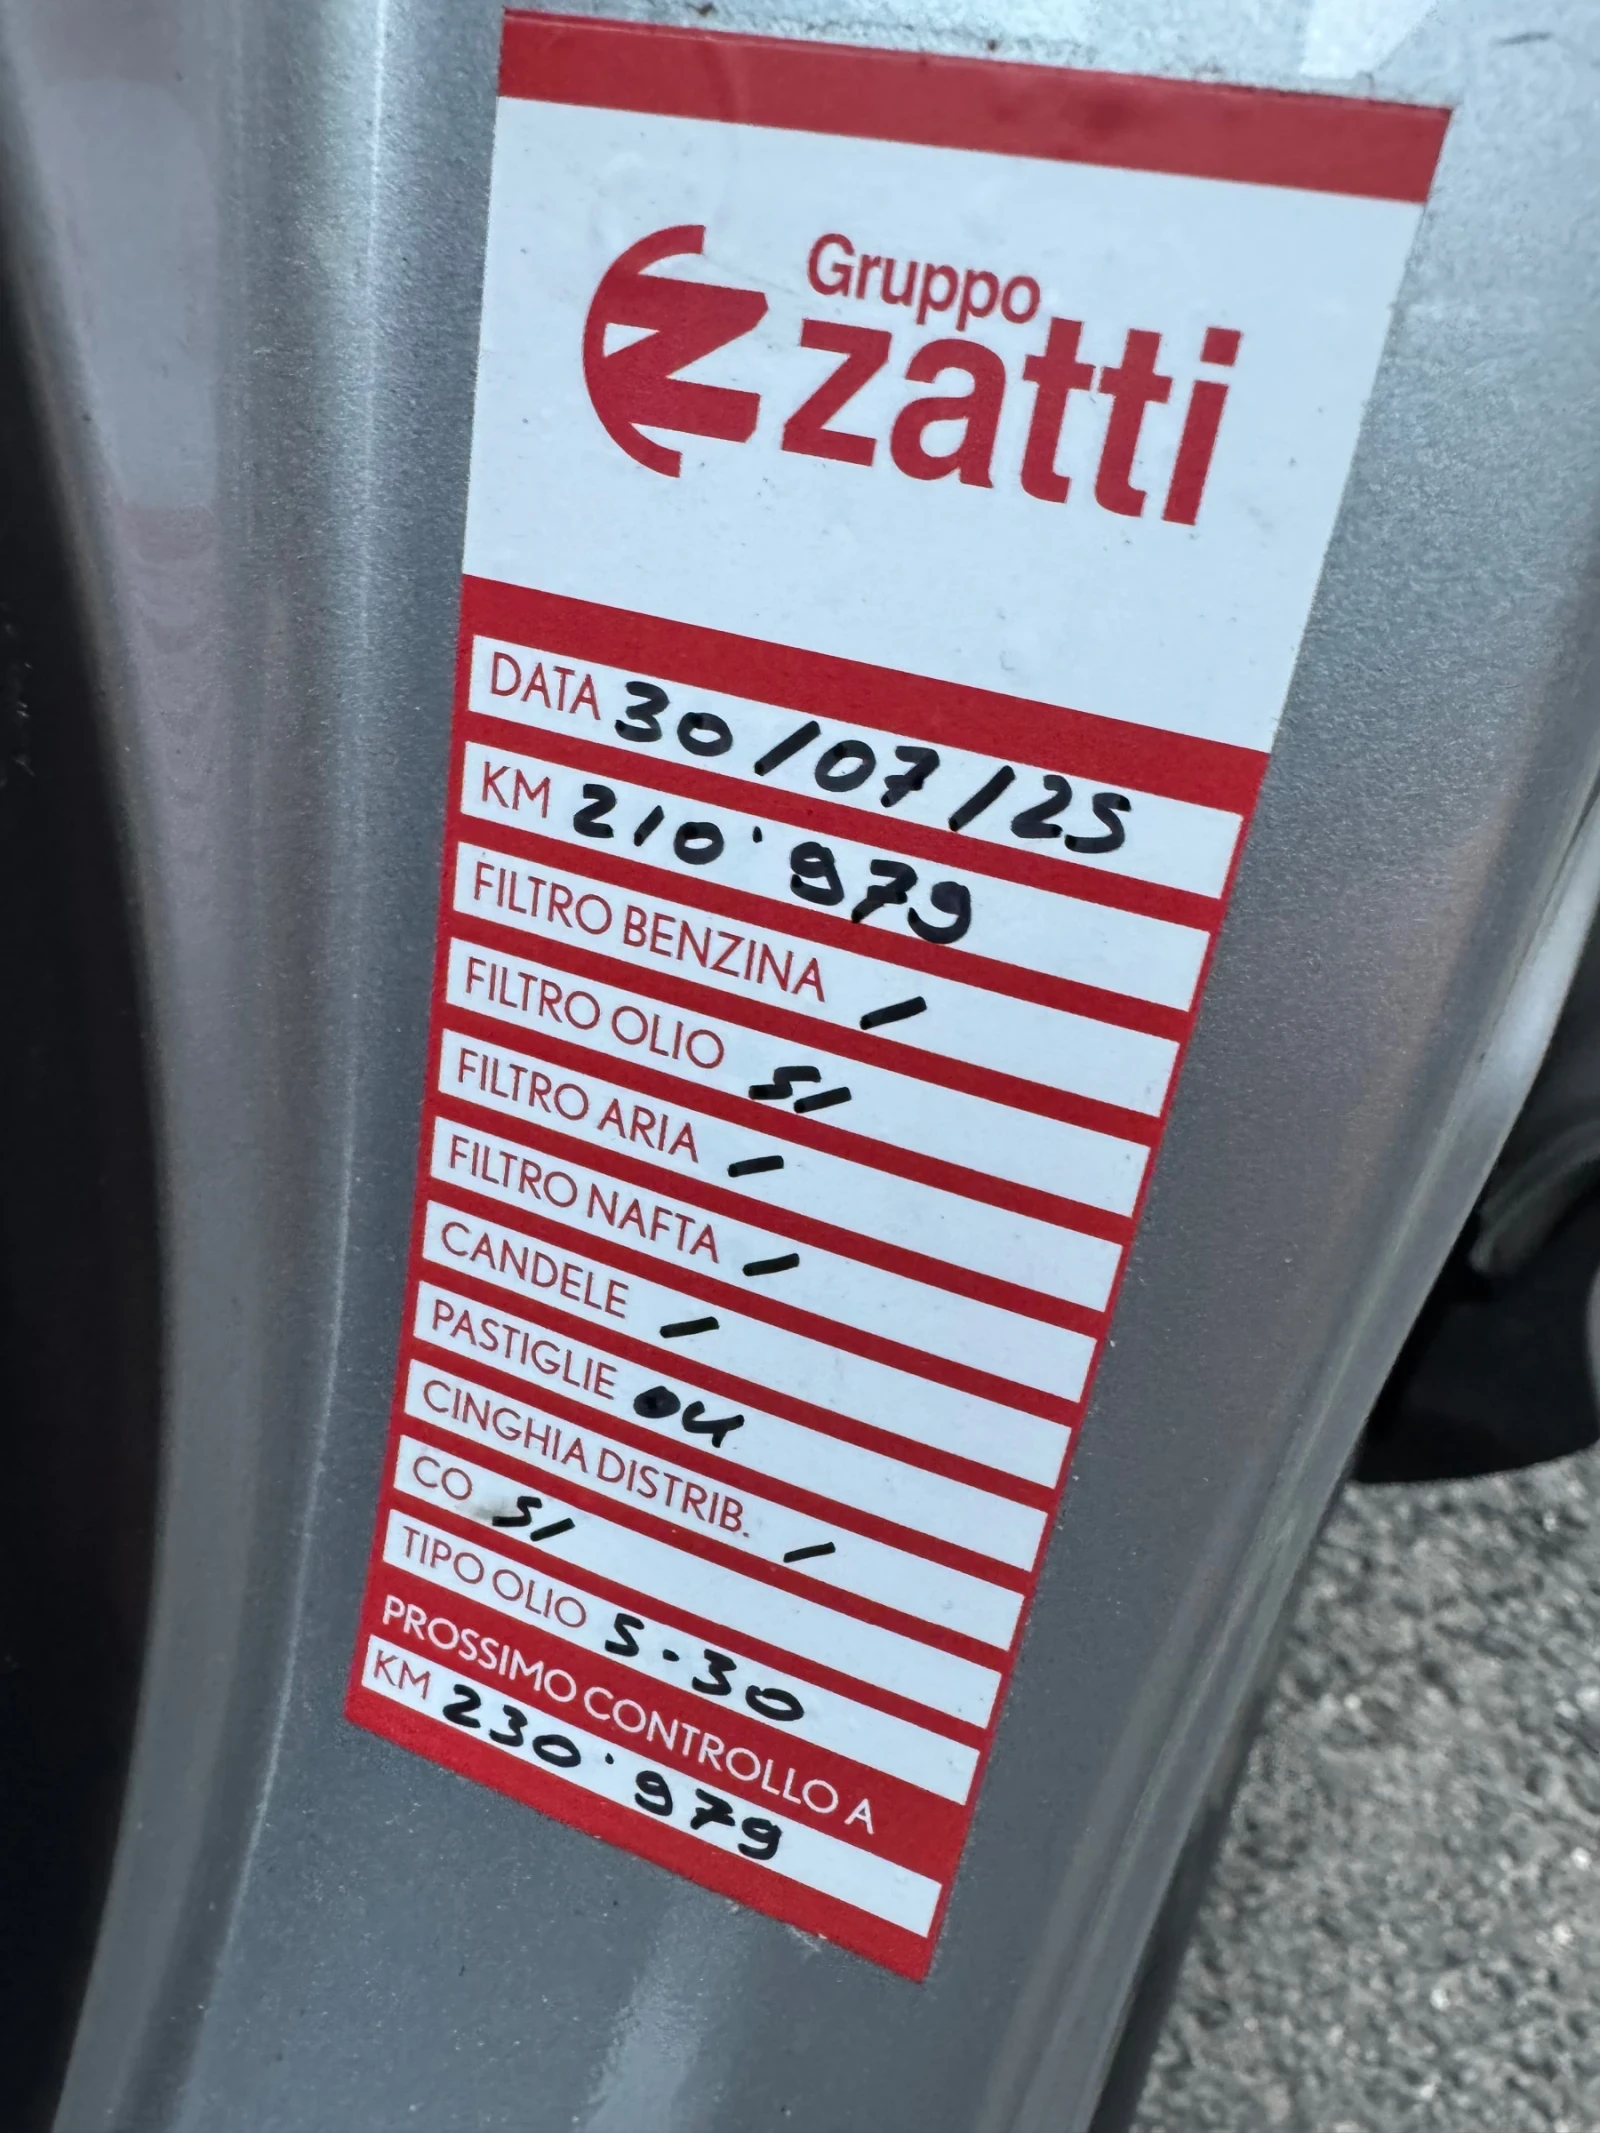 Gruppo
zatti
DATA 30/07/25
KM 210'979
FILTRO BENZINA /
FILTRO OLIO SI
FILTRO ARIA /
FILTRO NAFTA /
CANDELE /
PASTIGLIE OK
CINGHIA DISTRIB. /
CO SI
TIPO OLIO 5.30
PROSSIMO CONTROLLO A
KM 230'979